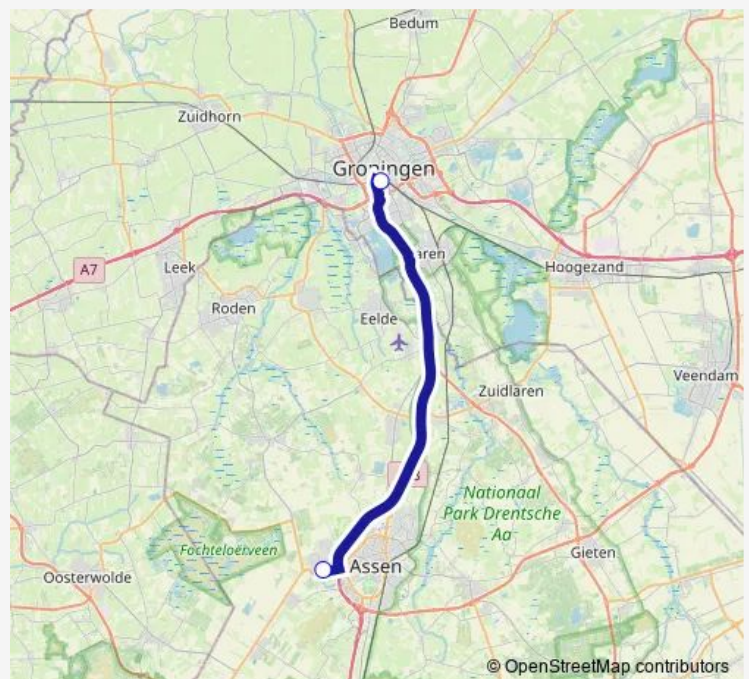 Bedum
Zuidhorn
Groningen
A7
Leek
aren
Hoogezand
Roden
Eelde
Veendam
Zuidlaren
Nationaal
Park Drentsche
Aa
Fochteloërveen
Gieten
Oosterwolde
Assen
© OpenStreetMap contributors